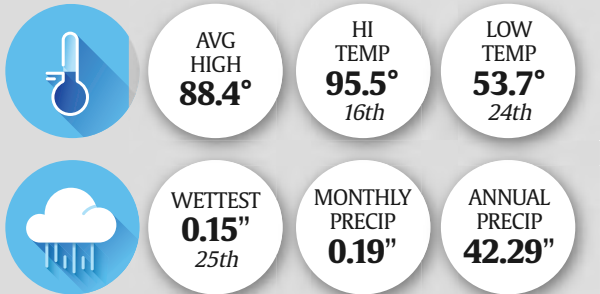 AVG
HIGH
88.4°
HI
TEMP
95.5°
16th
LOW
TEMP
53.7°
24th
WETTEST
0.15”
25th
MONTHLY
PRECIP
0.19”
ANNUAL
PRECIP
42.29”